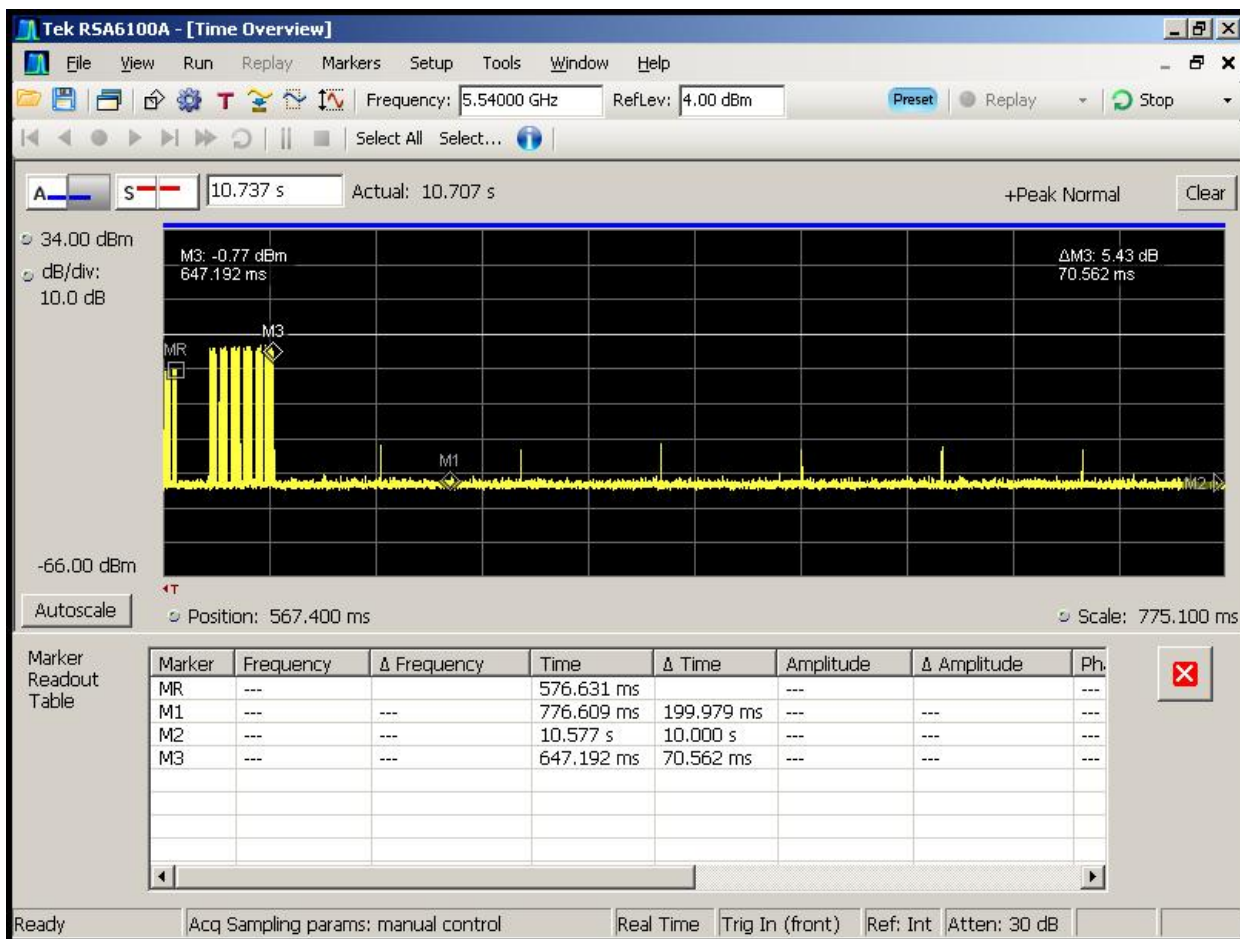 Tek RSA6100A - [Time Overview]
File View Run Replay Markers Setup Tools Window Help
T Frequency: 5.54000 GHz RefLev: 4.00 dBm Preset Replay Stop
Select All Select...
A S 10.737 s Actual: 10.707 s +Peak Normal Clear
34.00 dBm
dB/div:
10.0 dB
M3: -0.77 dBm
647.192 ms
ΔM3: 5.43 dB
70.562 ms
M3
MR
M1
M2
-66.00 dBm
T
Autoscale Position: 567.400 ms Scale: 775.100 ms
Marker
Readout
Table
Marker Frequency Δ Frequency Time Δ Time Amplitude Δ Amplitude
MR --- 576.631 ms --- ---
M1 --- --- 776.609 ms 199.979 ms --- --- ---
M2 --- --- 10.577 s 10.000 s --- --- ---
M3 --- --- 647.192 ms 70.562 ms --- --- ---
Ready Acq Sampling params: manual control Real Time Trig In (front) Ref: Int Atten: 30 dB